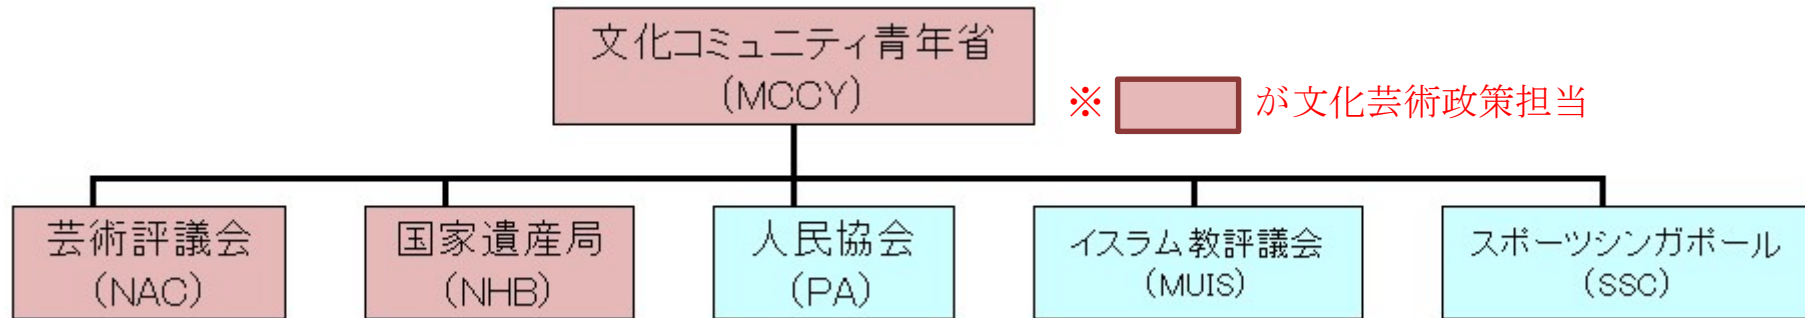 文化コミュニティ青年省
(MCCY)
※ が文化芸術政策担当
芸術評議会
(NAC)
国家遺産局
(NHB)
人民協会
(PA)
イスラム教評議会
(MUIS)
スポーツシンガポール
(SSC)